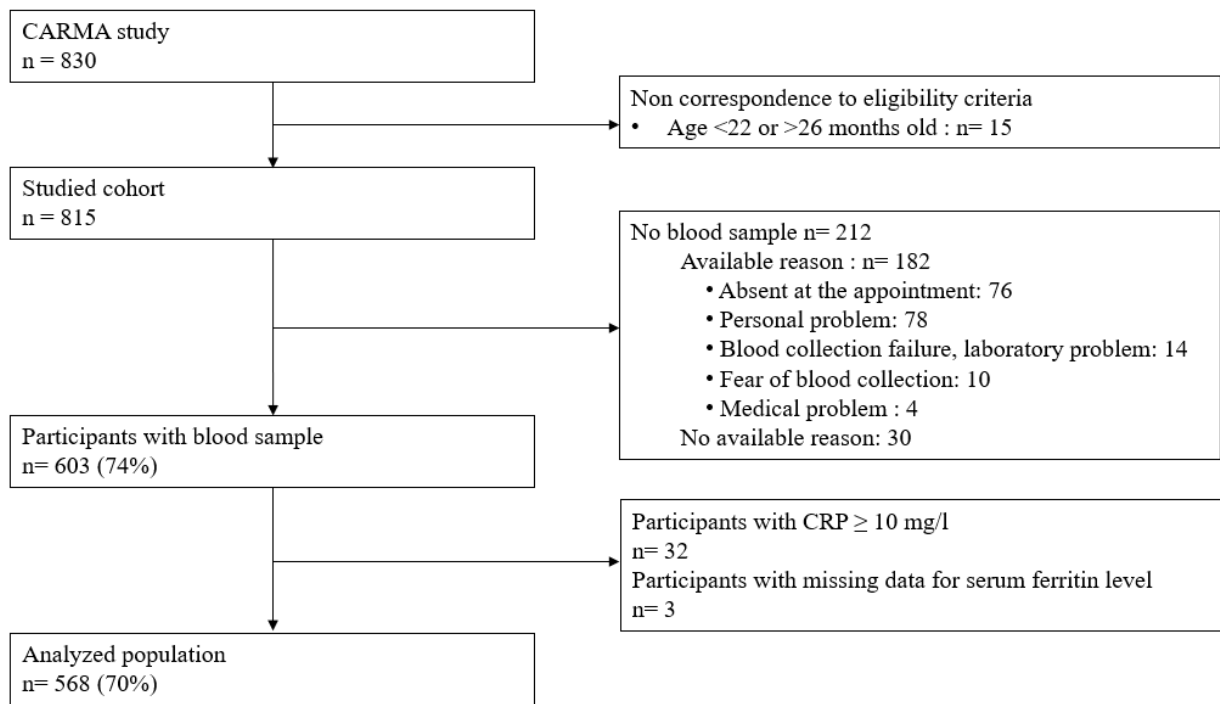 CARMA study
n = 830
Non correspondence to eligibility criteria
• Age <22 or >26 months old : n= 15
Studied cohort
n = 815
No blood sample n= 212
Available reason : n= 182
• Absent at the appointment: 76
• Personal problem: 78
• Blood collection failure, laboratory problem: 14
• Fear of blood collection: 10
• Medical problem : 4
No available reason: 30
Participants with blood sample
n= 603 (74%)
Participants with CRP ≥ 10 mg/l
n= 32
Participants with missing data for serum ferritin level
n= 3
Analyzed population
n= 568 (70%)